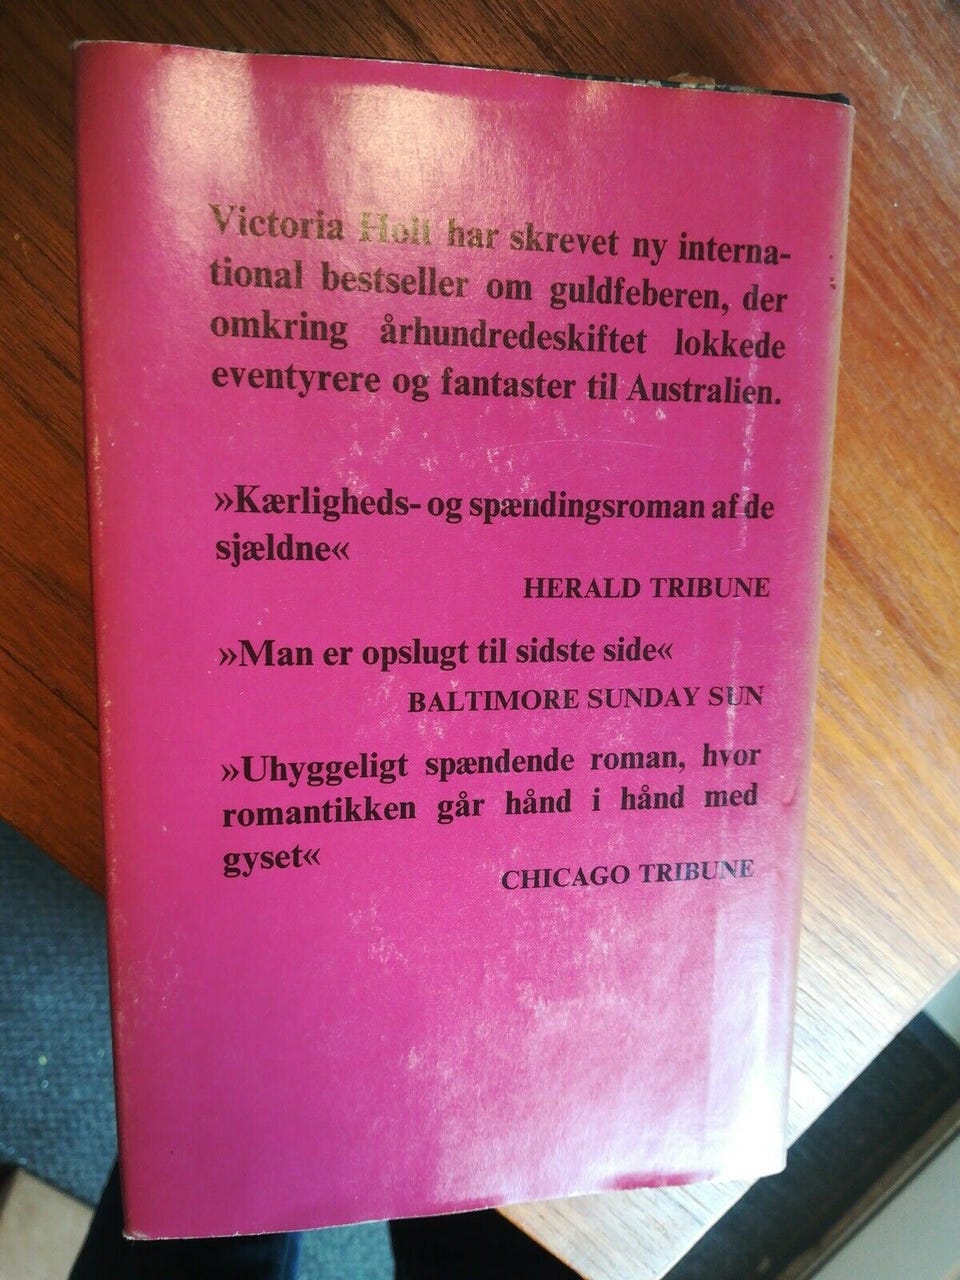 Victoria Holt har skrevet ny interna-
tional bestseller om guldfeberen, der
omkring århundredeskiftet lokkede
eventyrere og fantaster til Australien.
»Kærligheds- og spændingsroman af de
sjældne«
HERALD TRIBUNE
»Man er opslugt til sidste side«
BALTIMORE SUNDAY SUN
»Uhyggeligt spændende roman, hvor
romantikken går hånd i hånd med
gyset«
CHICAGO TRIBUNE